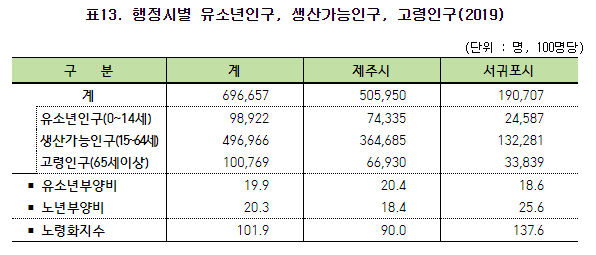 표13. 행정시별 유소년인구, 생산가능인구, 고령인구(2019)
(단위 : 명, 100명당)
구 분 계 제주시 서귀포시
계 696,657 505,950 190,707
유소년인구(0~14세) 98,922 74,335 24,587
생산가능인구(15~64세) 496,966 364,685 132,281
고령인구(65세이상) 100,769 66,930 33,839
▪ 유소년부양비 19.9 20.4 18.6
▪ 노년부양비 20.3 18.4 25.6
▪ 노령화지수 101.9 90.0 137.6